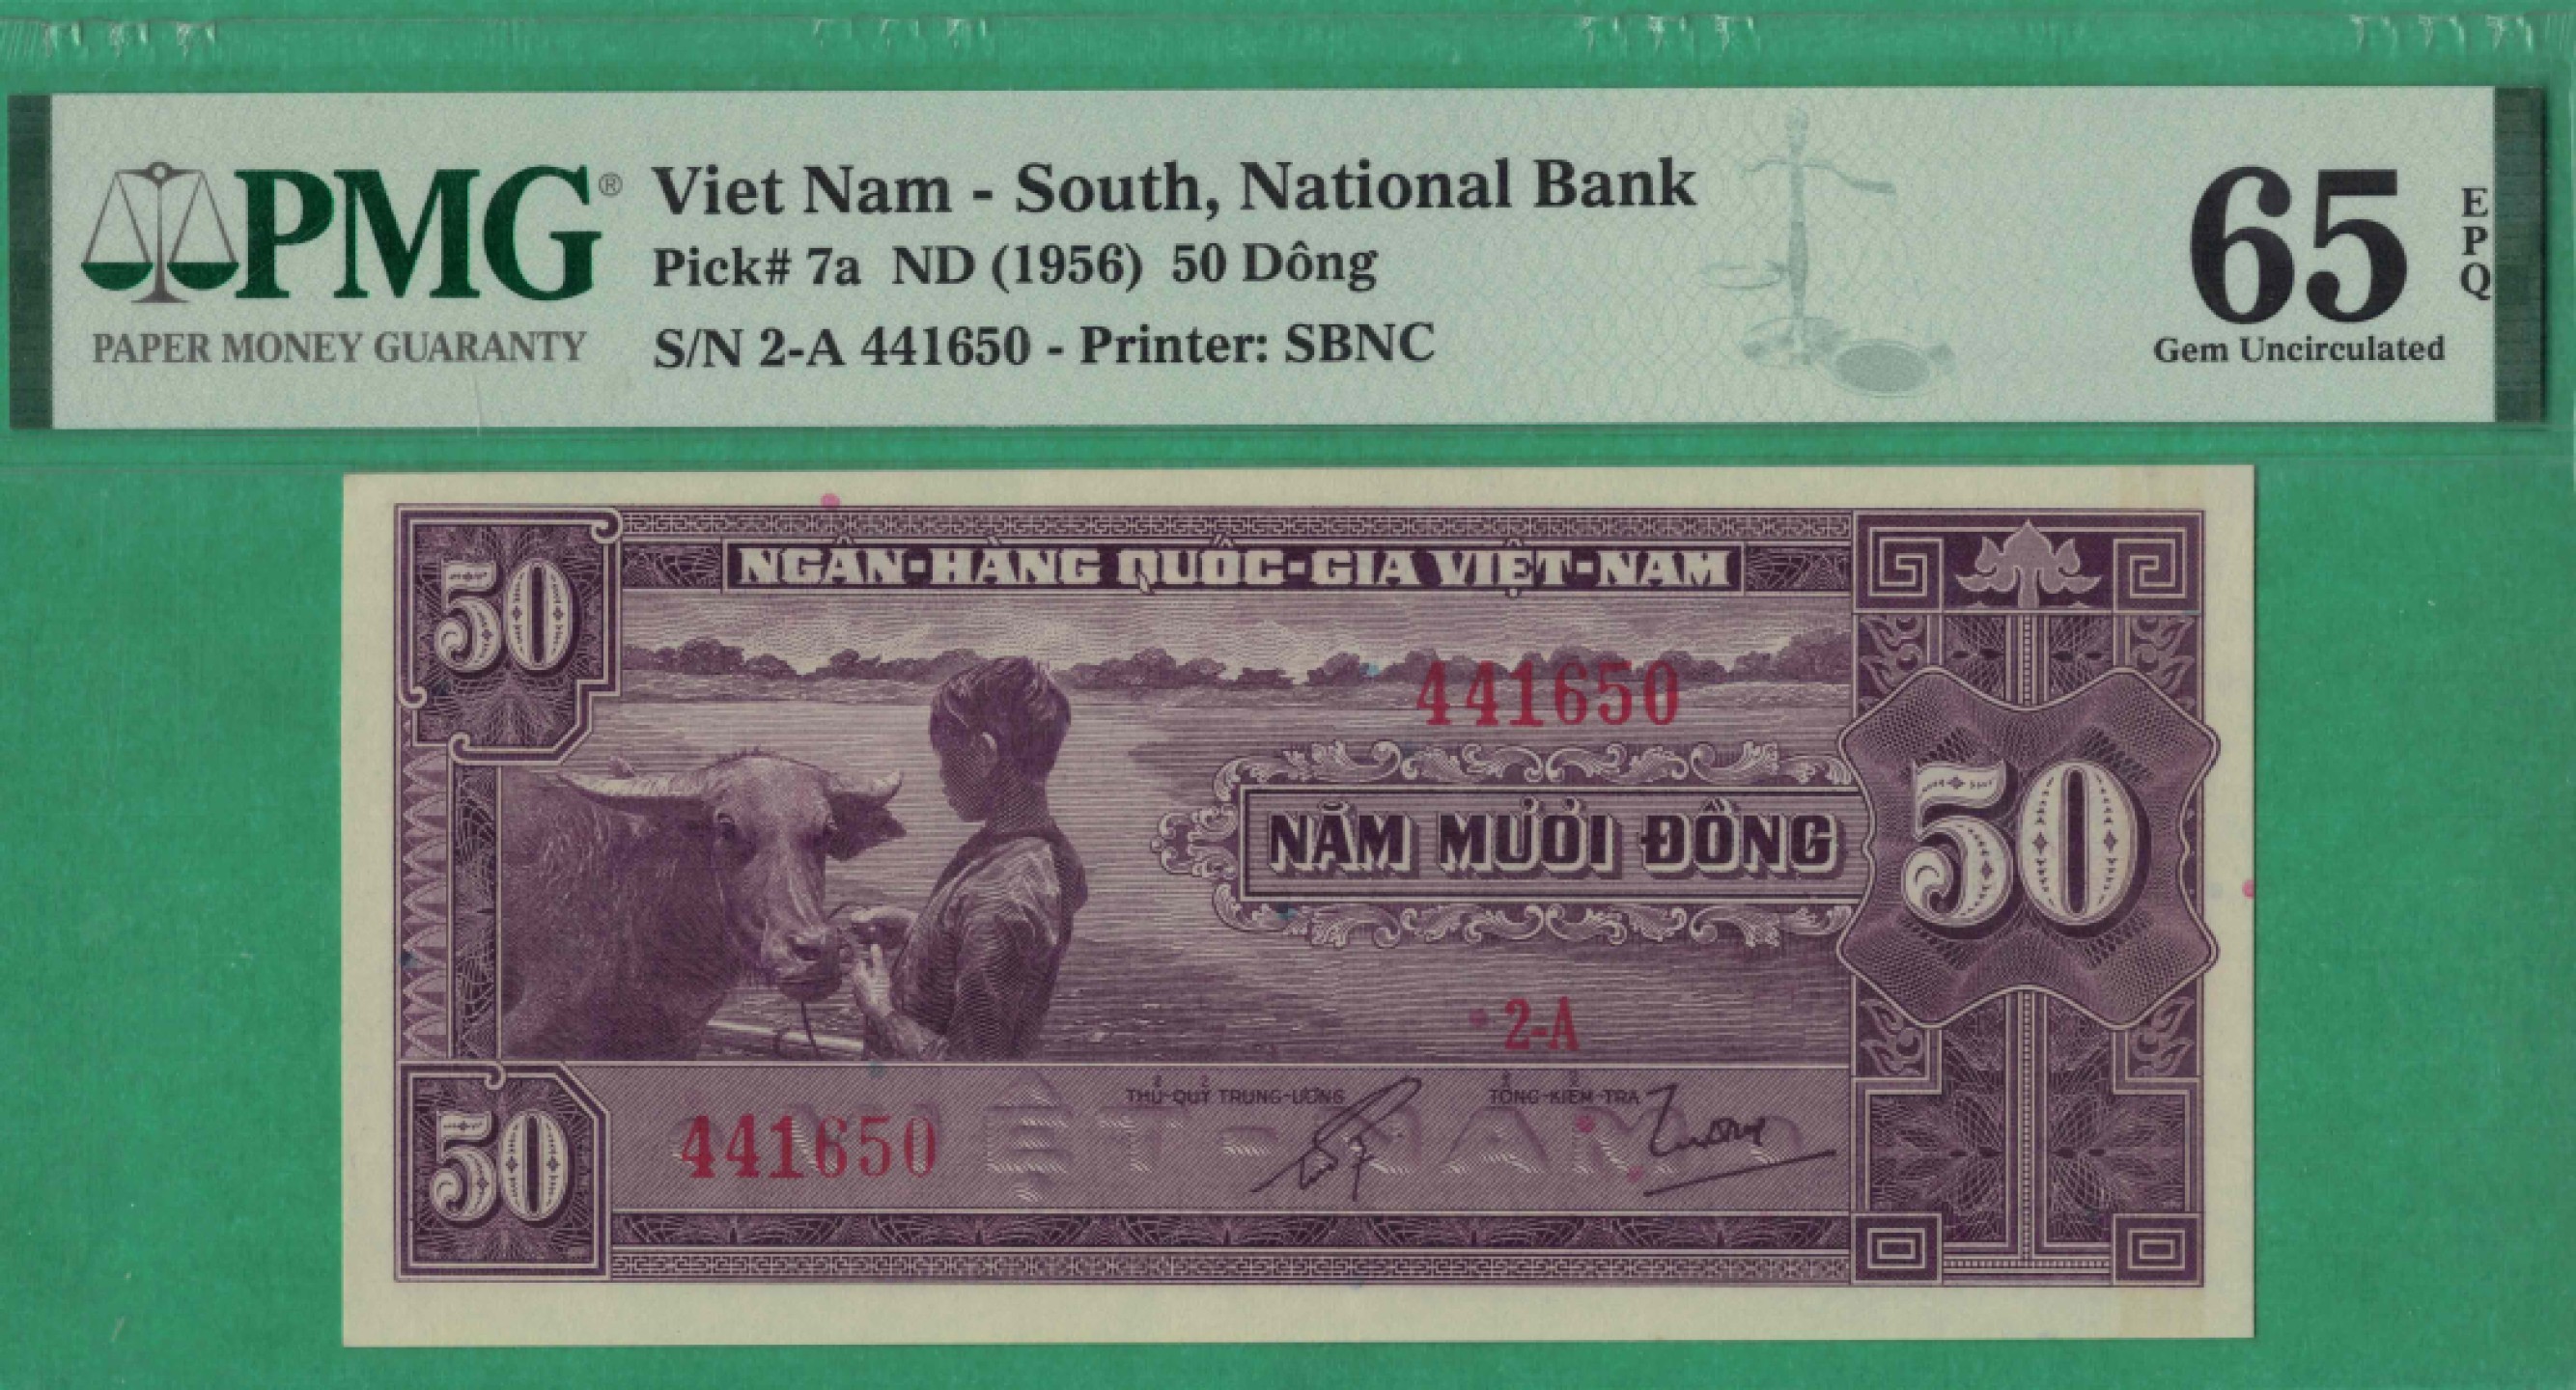 PMG®
PAPER MONEY GUARANTY
Viet Nam - South, National Bank
Pick# 7a ND (1956) 50 Dông
S/N 2-A 441650 - Printer: SBNC
65
EPQ
Gem Uncirculated
50
NGÂN-HÀNG QUỐC-GIA VIỆT-NAM
441650
NĂM MƯƠI ĐỒNG
50
2-A
THỦ-QUỸ TRUNG-ƯƠNG
TỔNG-KIỂM-TRA
50
441650
VIỆT-NAM